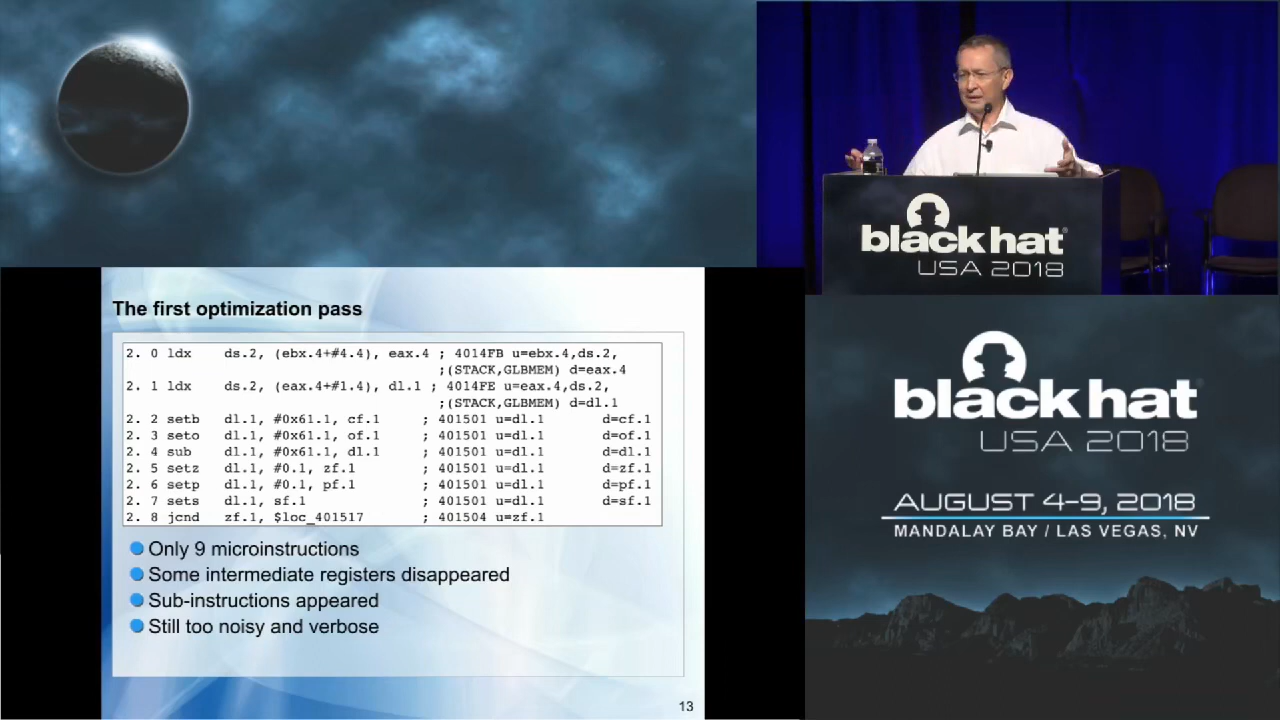 black hat
USA 2018
The first optimization pass
2. 0 ldx ds.2, (ebx.4+#4.4), eax.4 ; 4014FB u=ebx.4,ds.2,
;(STACK,GLBMEM) d=eax.4
2. 1 ldx ds.2, (eax.4+#1.4), dl.1 ; 4014FE u=eax.4,ds.2,
;(STACK,GLBMEM) d=dl.1
2. 2 setb dl.1, #0x61.1, cf.1 ; 401501 u=dl.1 d=cf.1
2. 3 seto dl.1, #0x61.1, of.1 ; 401501 u=dl.1 d=of.1
2. 4 sub dl.1, #0x61.1, dl.1 ; 401501 u=dl.1 d=dl.1
2. 5 setz dl.1, #0.1, zf.1 ; 401501 u=dl.1 d=zf.1
2. 6 setp dl.1, #0.1, pf.1 ; 401501 u=dl.1 d=pf.1
2. 7 sets dl.1, sf.1 ; 401501 u=dl.1 d=sf.1
2. 8 jcnd zf.1, $loc_401517 ; 401504 u=zf.1
Only 9 microinstructions
Some intermediate registers disappeared
Sub-instructions appeared
Still too noisy and verbose
13
black hat
USA 2018
AUGUST 4-9, 2018
MANDALAY BAY / LAS VEGAS, NV